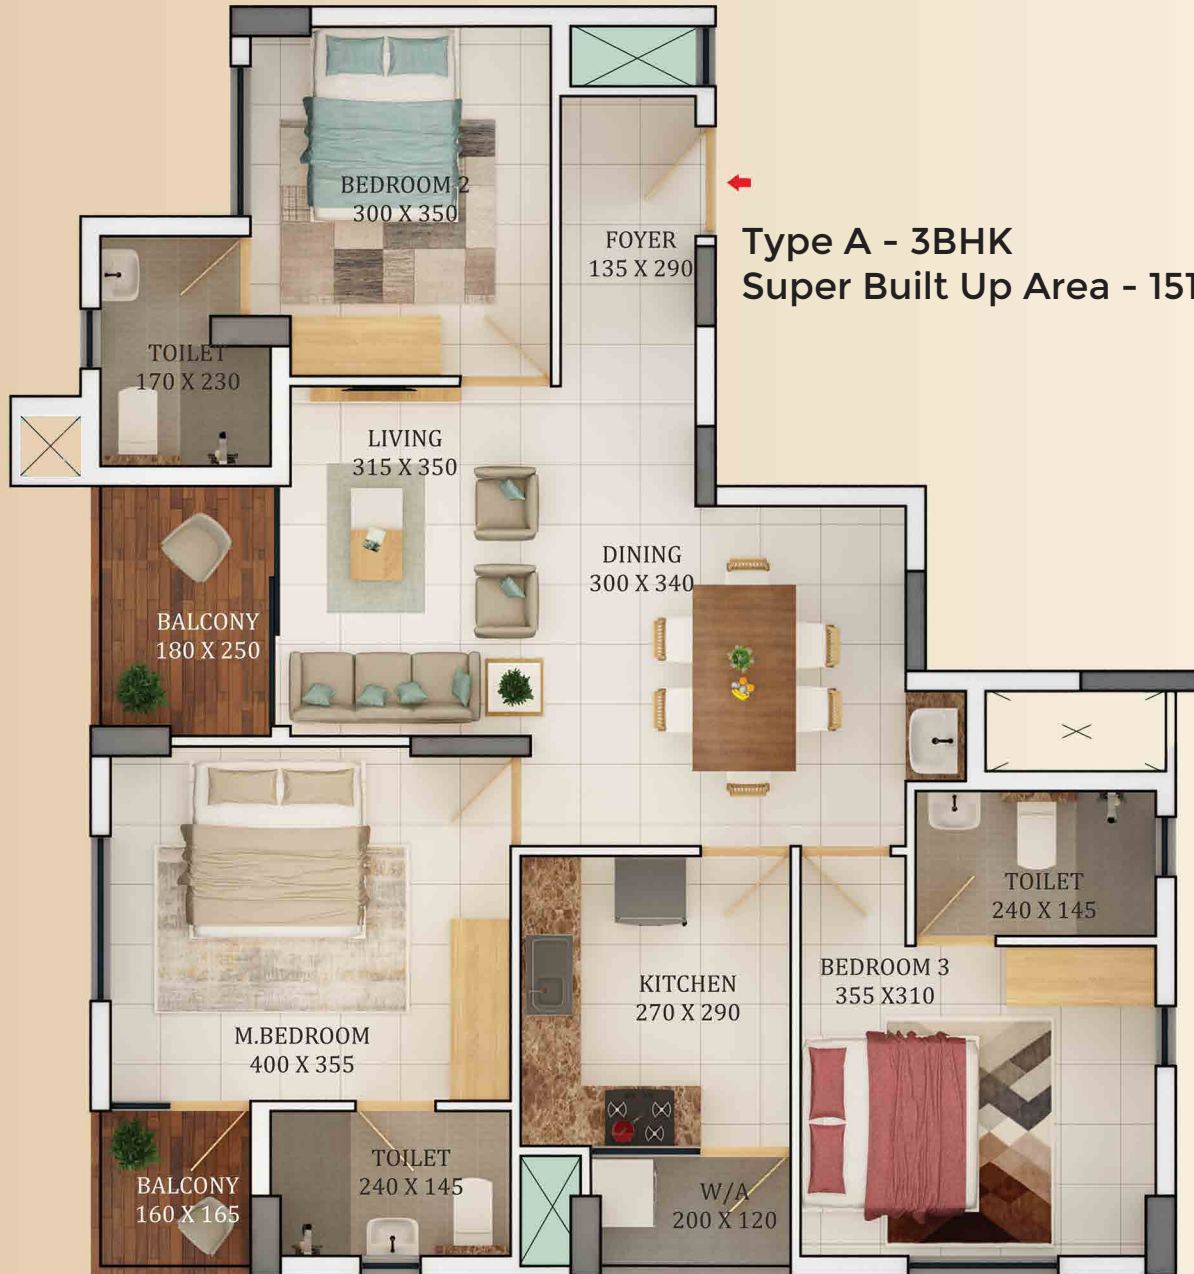 BEDROOM 2
300 X 350
FOYER
135 X 290
Type A - 3BHK
Super Built Up Area - 151
TOILET
170 X 230
LIVING
315 X 350
DINING
300 X 340
BALCONY
180 X 250
TOILET
240 X 145
BEDROOM 3
355 X310
KITCHEN
270 X 290
M.BEDROOM
400 X 355
TOILET
240 X 145
BALCONY
160 X 165
W/A
200 X 120